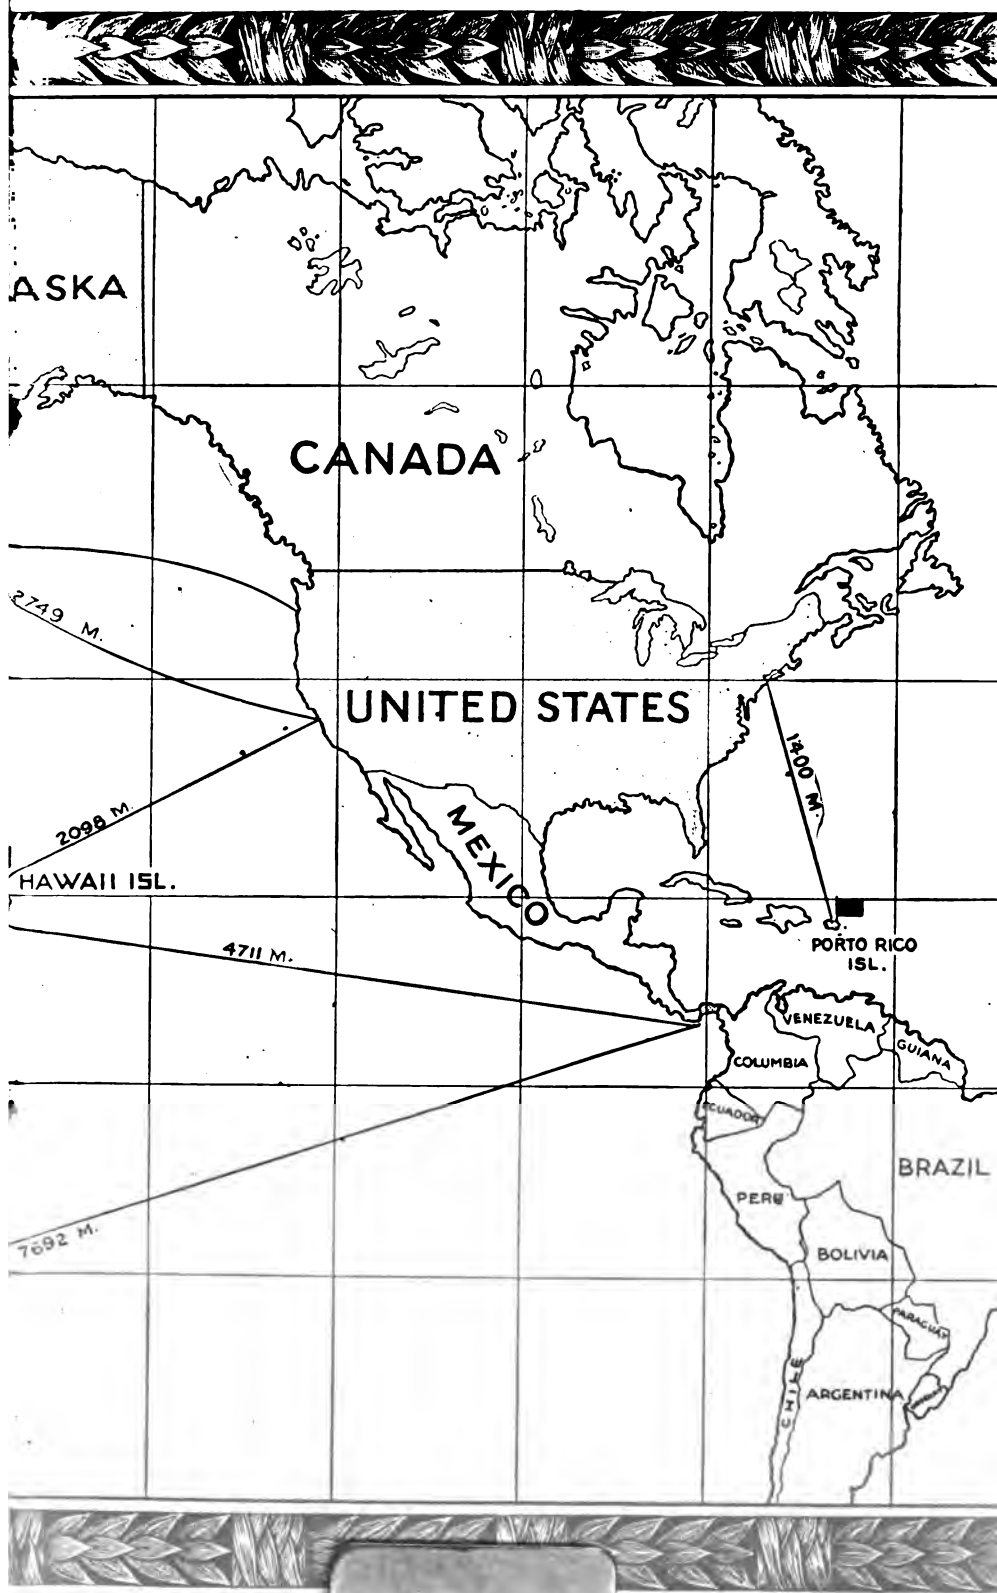 ASKA
CANADA
2749 M.
UNITED STATES
1400 M.
2098 M.
MEXICO
HAWAII ISL.
PORTO RICO
ISL.
4711 M.
VENEZUELA
GUIANA
COLUMBIA
ECUADOR
BRAZIL
PERU
7692 M.
BOLIVIA
PARAGUAY
CHILE
ARGENTINA